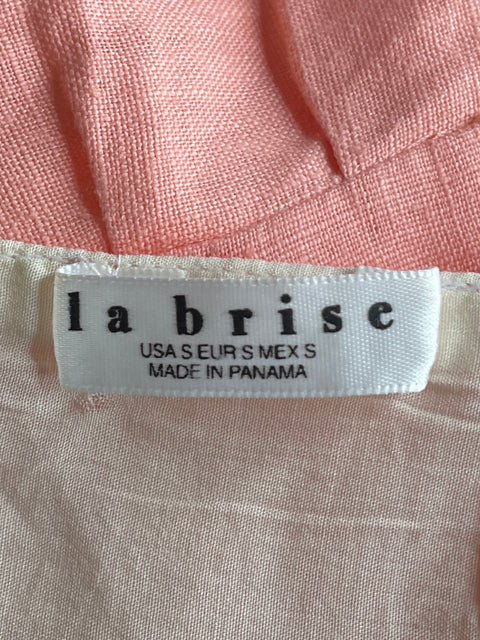 la brise
USA S EUR S MEX S
MADE IN PANAMA